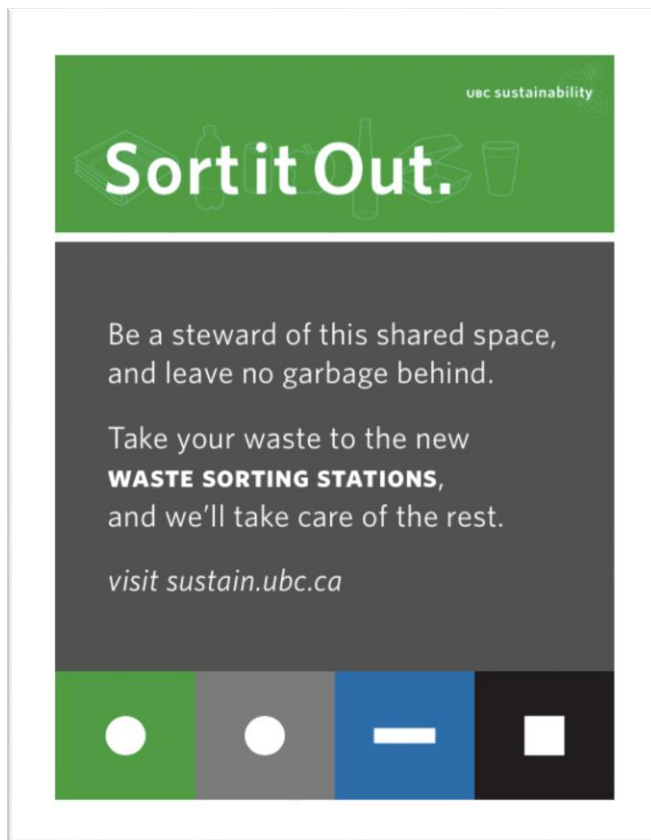 UBC sustainability
Sort it Out.
Be a steward of this shared space,
and leave no garbage behind.
Take your waste to the new
WASTE SORTING STATIONS,
and we'll take care of the rest.
visit sustain.ubc.ca